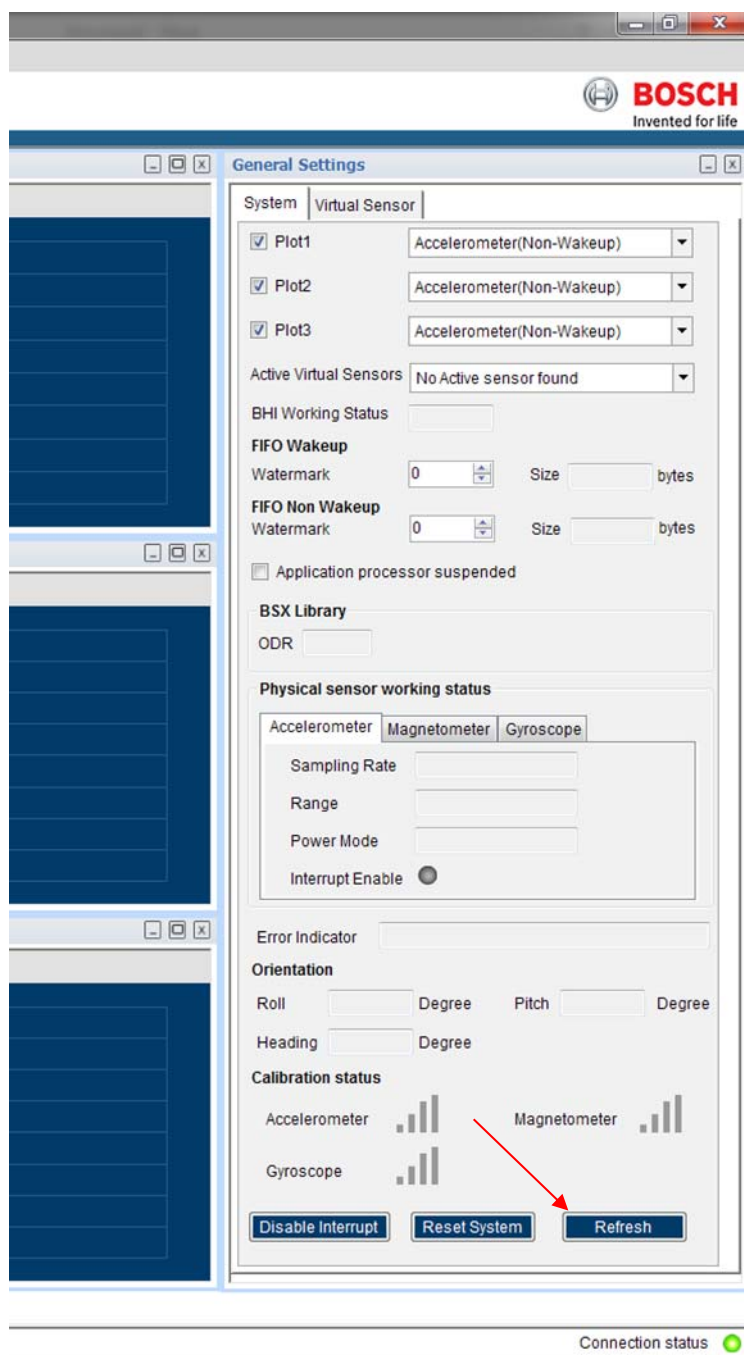 BOSCH
Invented for life
General Settings
System Virtual Sensor
Plot1 Accelerometer(Non-Wakeup)
Plot2 Accelerometer(Non-Wakeup)
Plot3 Accelerometer(Non-Wakeup)
Active Virtual Sensors No Active sensor found
BHI Working Status
FIFO Wakeup
Watermark 0 Size bytes
FIFO Non Wakeup
Watermark 0 Size bytes
Application processor suspended
BSX Library
ODR
Physical sensor working status
Accelerometer Magnetometer Gyroscope
Sampling Rate
Range
Power Mode
Interrupt Enable
Error Indicator
Orientation
Roll Degree Pitch Degree
Heading Degree
Calibration status
Accelerometer Magnetometer
Gyroscope
Disable Interrupt Reset System Refresh
Connection status